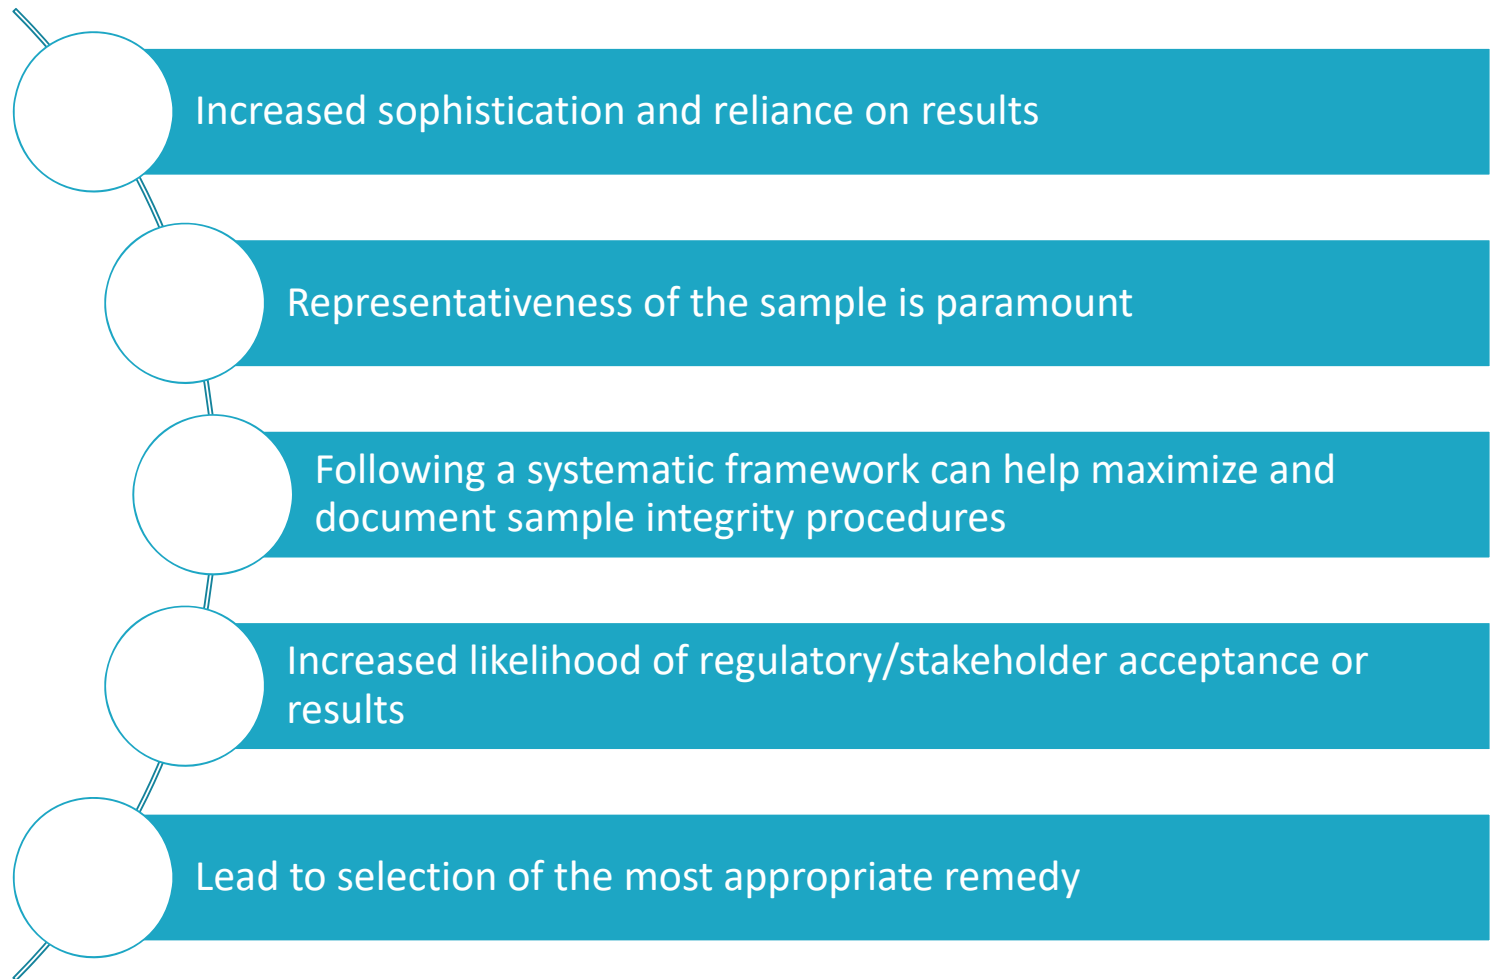 Increased sophistication and reliance on results
Representativeness of the sample is paramount
Following a systematic framework can help maximize and
document sample integrity procedures
Increased likelihood of regulatory/stakeholder acceptance or
results
Lead to selection of the most appropriate remedy